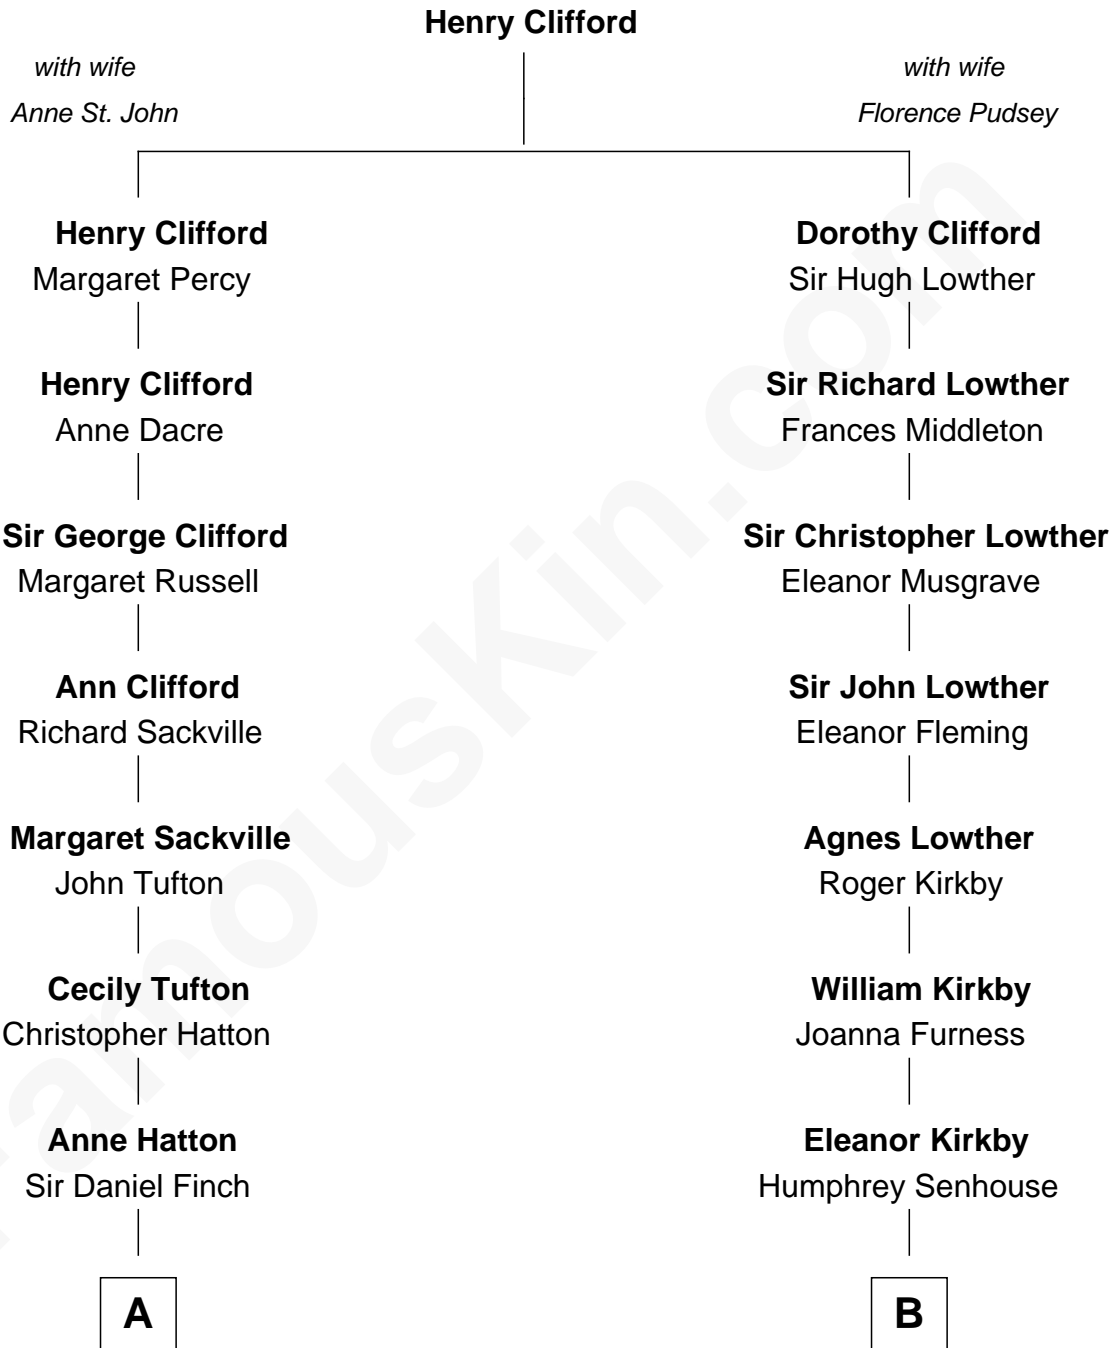 Henry Clifford
with wife
Anne St. John
with wife
Florence Pudsey
Henry Clifford
Margaret Percy
Dorothy Clifford
Sir Hugh Lowther
Henry Clifford
Anne Dacre
Sir Richard Lowther
Frances Middleton
Sir George Clifford
Margaret Russell
Sir Christopher Lowther
Eleanor Musgrave
Ann Clifford
Richard Sackville
Sir John Lowther
Eleanor Fleming
Margaret Sackville
John Tufton
Agnes Lowther
Roger Kirkby
Cecily Tufton
Christopher Hatton
William Kirkby
Joanna Furness
Anne Hatton
Sir Daniel Finch
Eleanor Kirkby
Humphrey Senhouse
A
B
FamousKin.com